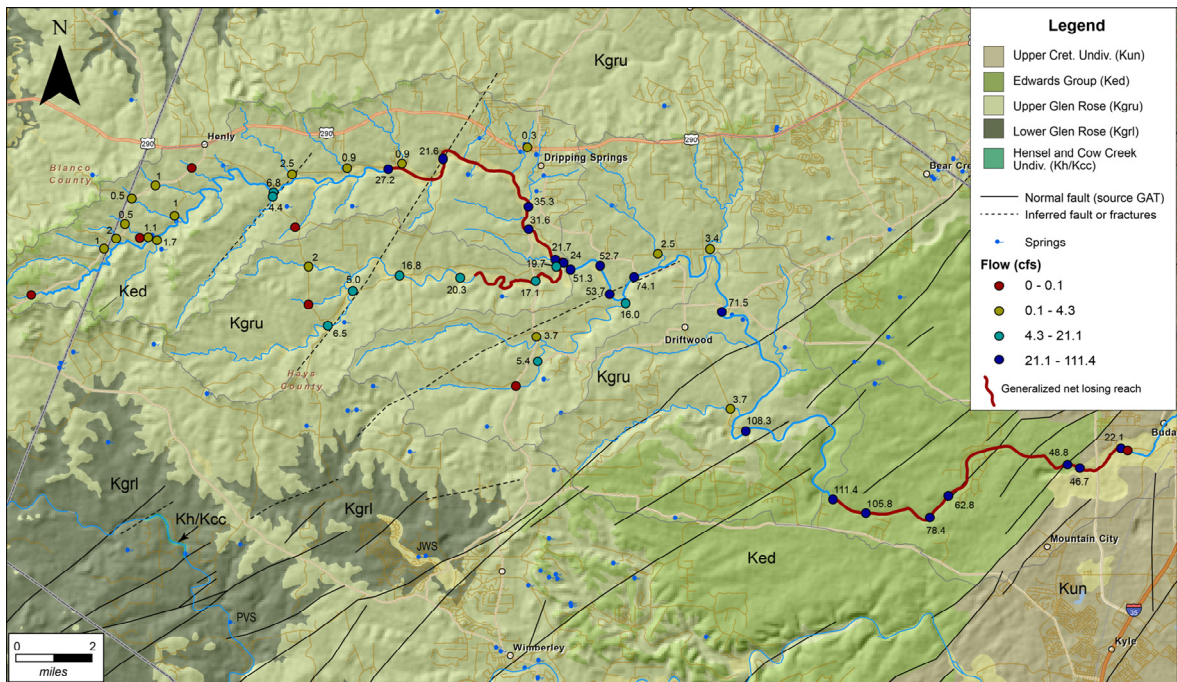 N
Kgru
290
Henly
290
290
Blanco
County
2.5
0.9
0.9
21.6
27.2
0.3
Dripping Springs
Bear Cre
6.8
4.4
1
0.5
0.5
1
2
1
1.1
1.7
35.3
31.6
2
5.0
16.8
20.3
6.5
21.7
24
19.7
17.1
51.3
52.7
53.7
2.5
3.4
74.1
16.0
71.5
Ked
Kgru
Hays
County
3.7
5.4
Driftwood
Kgru
3.7
108.3
111.4
105.8
78.4
62.8
48.8
46.7
22.1
Buda
Kgrl
Kh/Kcc
Kgrl
JWS
PVS
Ked
Mountain City
Kun
35
Kyle
Wimberley
0 2
miles
Legend
Upper Cret. Undiv. (Kun)
Edwards Group (Ked)
Upper Glen Rose (Kgru)
Lower Glen Rose (Kgrl)
Hensel and Cow Creek
Undiv. (Kh/Kcc)
Normal fault (source GAT)
Inferred fault or fractures
Springs
Flow (cfs)
0 - 0.1
0.1 - 4.3
4.3 - 21.1
21.1 - 111.4
Generalized net losing reach